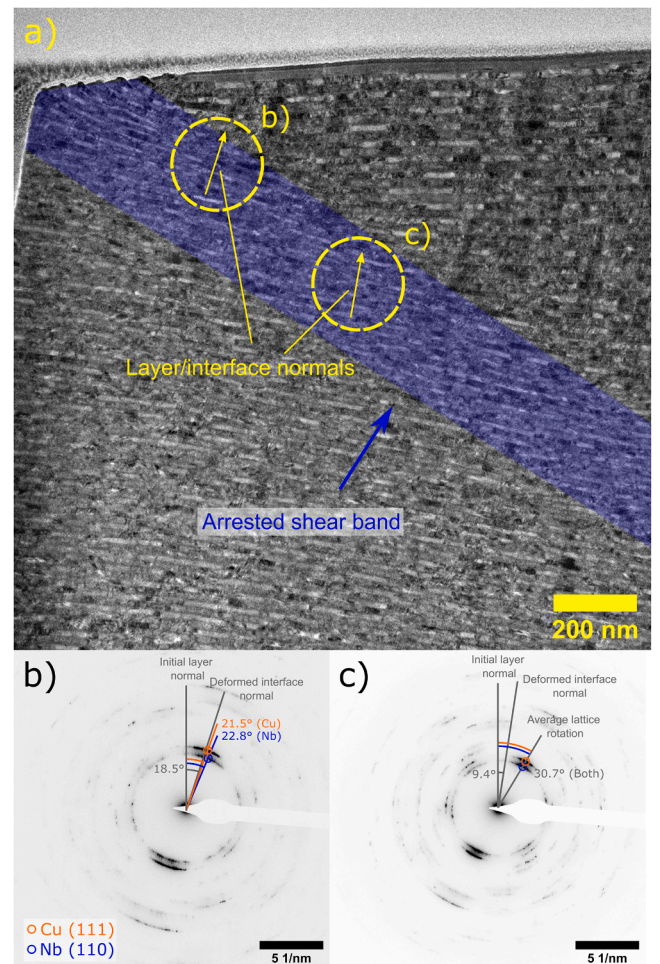 a)
b)
c)
Layer/interface normals
Arrested shear band
200 nm
b)
Initial layer
normal
Deformed interface
normal
21.5° (Cu)
22.8° (Nb)
18.5°
Cu (111)
Nb (110)
5 1/nm
c)
Initial layer
normal
Deformed interface
normal
Average lattice
rotation
9.4°
30.7° (Both)
5 1/nm